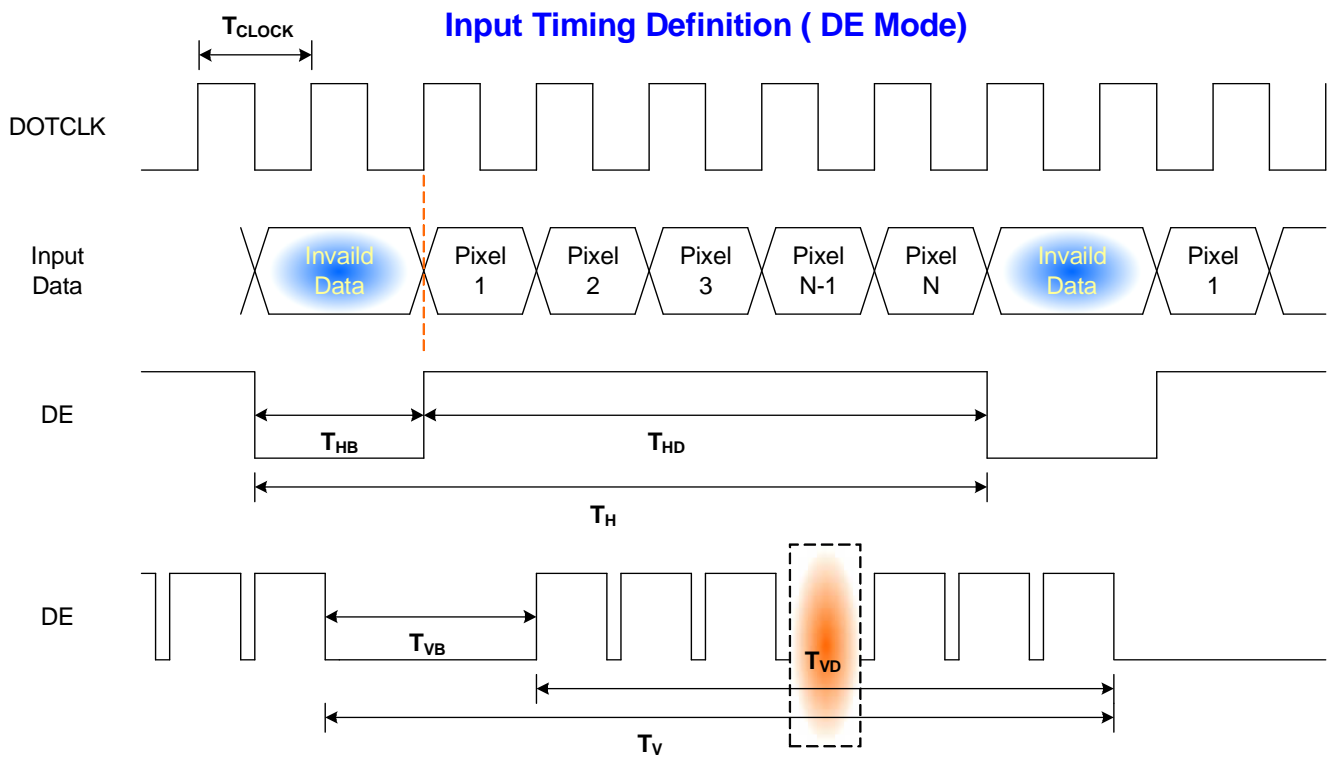 Input Timing Definition ( DE Mode)
TCLOCK
DOTCLK
Input
Data
Invaild
Data
Pixel
1
Pixel
2
Pixel
3
Pixel
N-1
Pixel
N
Invaild
Data
Pixel
1
DE
THB
THD
TH
DE
TVB
TVD
TV